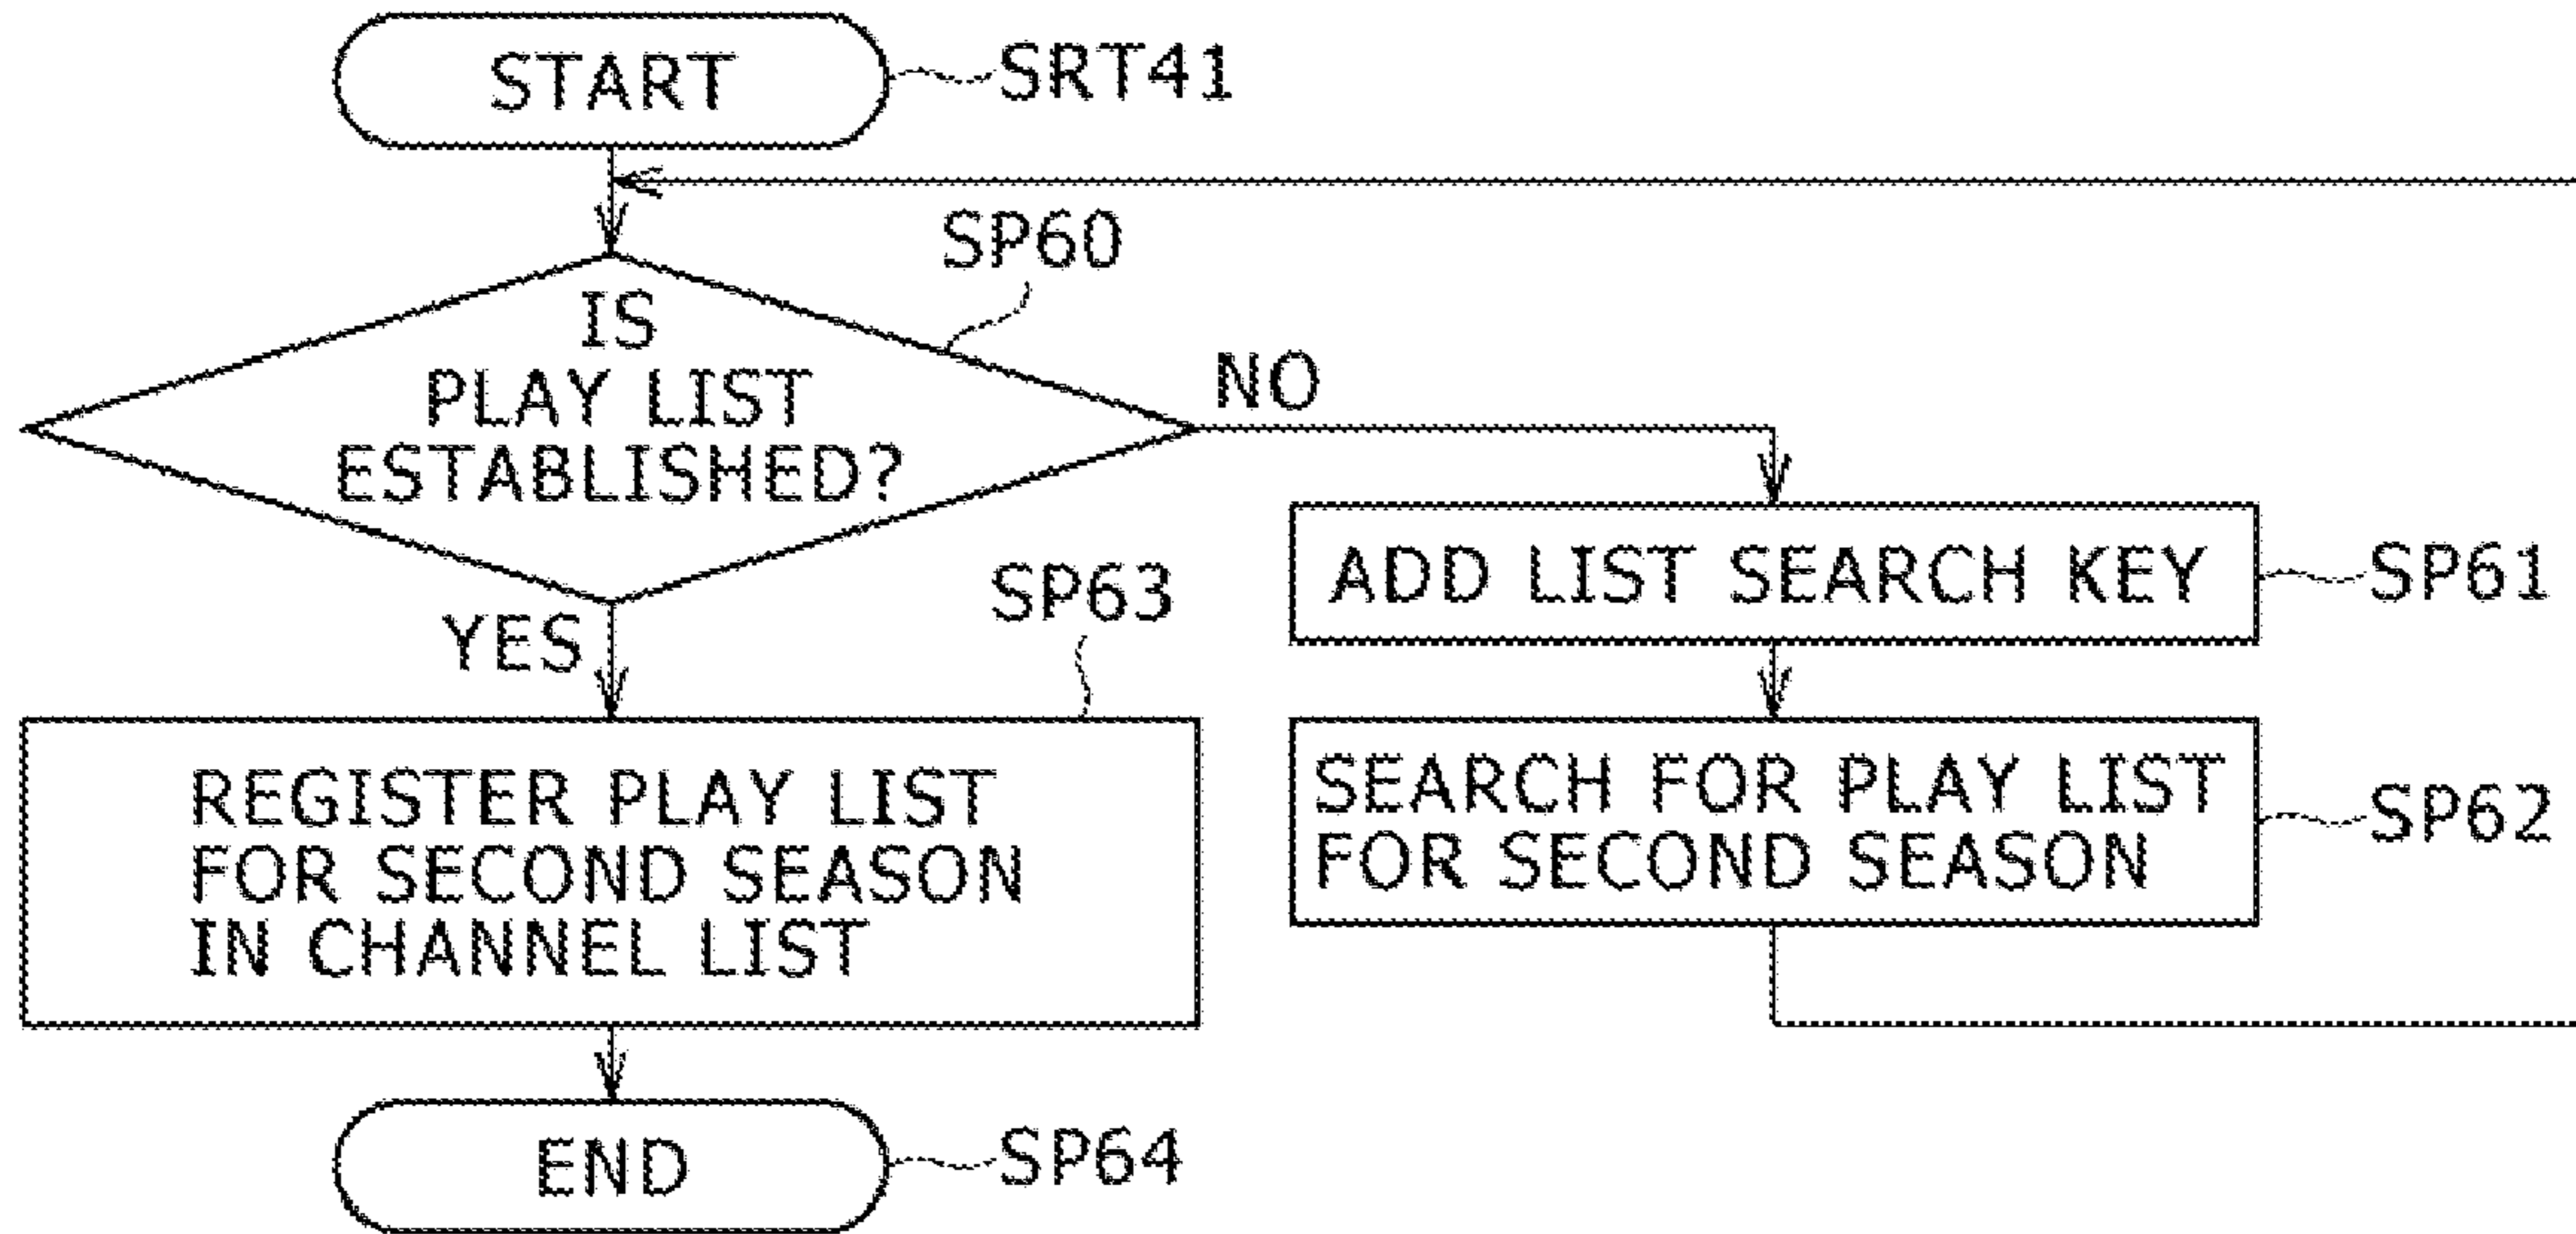 START
SRT41
SP60
IS
PLAY LIST
ESTABLISHED?
NO
YES
ADD LIST SEARCH KEY
SP61
SP63
REGISTER PLAY LIST
FOR SECOND SEASON
IN CHANNEL LIST
SEARCH FOR PLAY LIST
FOR SECOND SEASON
SP62
END
SP64